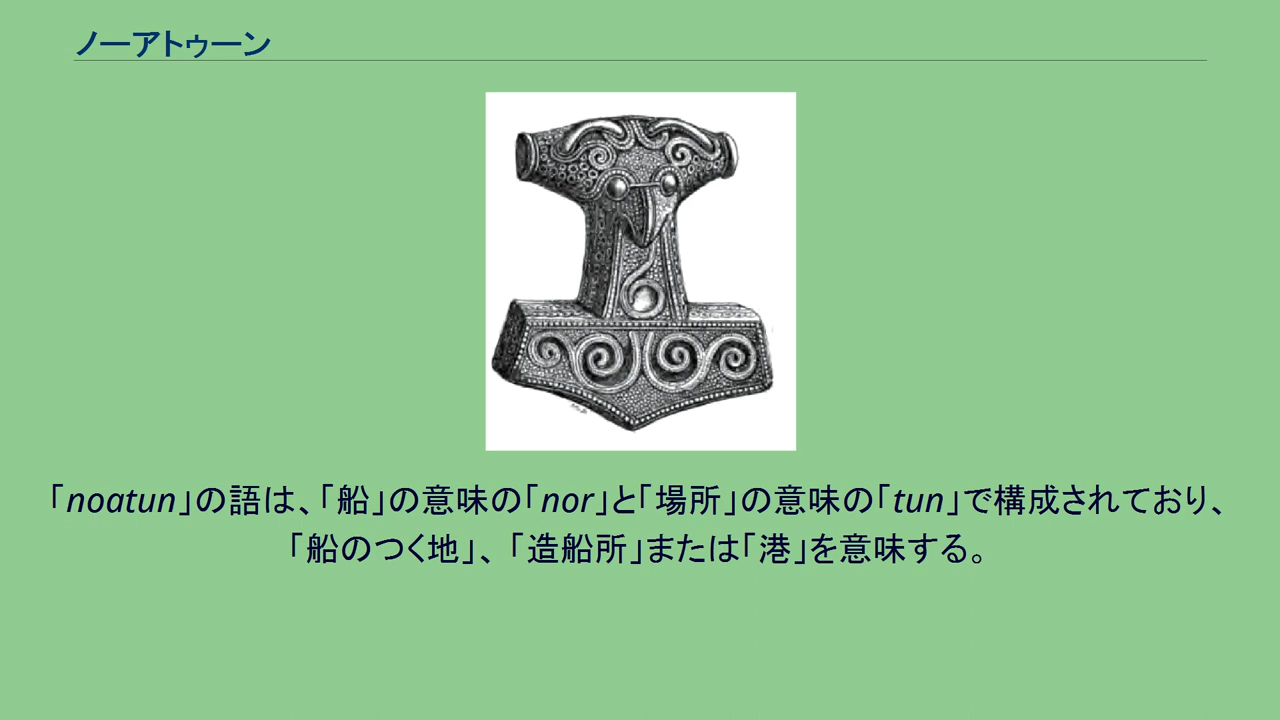 ノーアトゥーン
「noatun」の語は、「船」の意味の「nor」と「場所」の意味の「tun」で構成されており、
「船のつく地」、「造船所」または「港」を意味する。